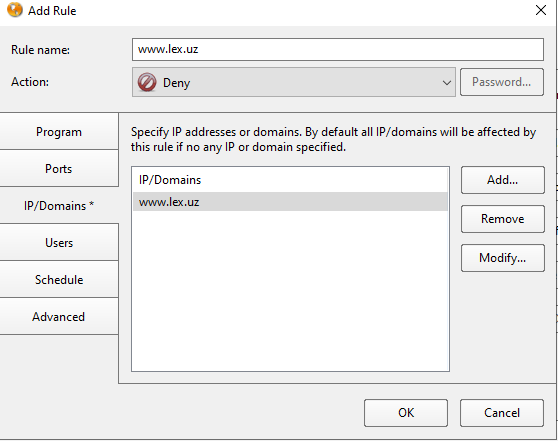 Add Rule
Rule name:
www.lex.uz
Action:
Deny
Password...
Program
Ports
IP/Domains *
Users
Schedule
Advanced
Specify IP addresses or domains. By default all IP/domains will be affected by
this rule if no any IP or domain specified.
IP/Domains
www.lex.uz
Add...
Remove
Modify...
OK
Cancel